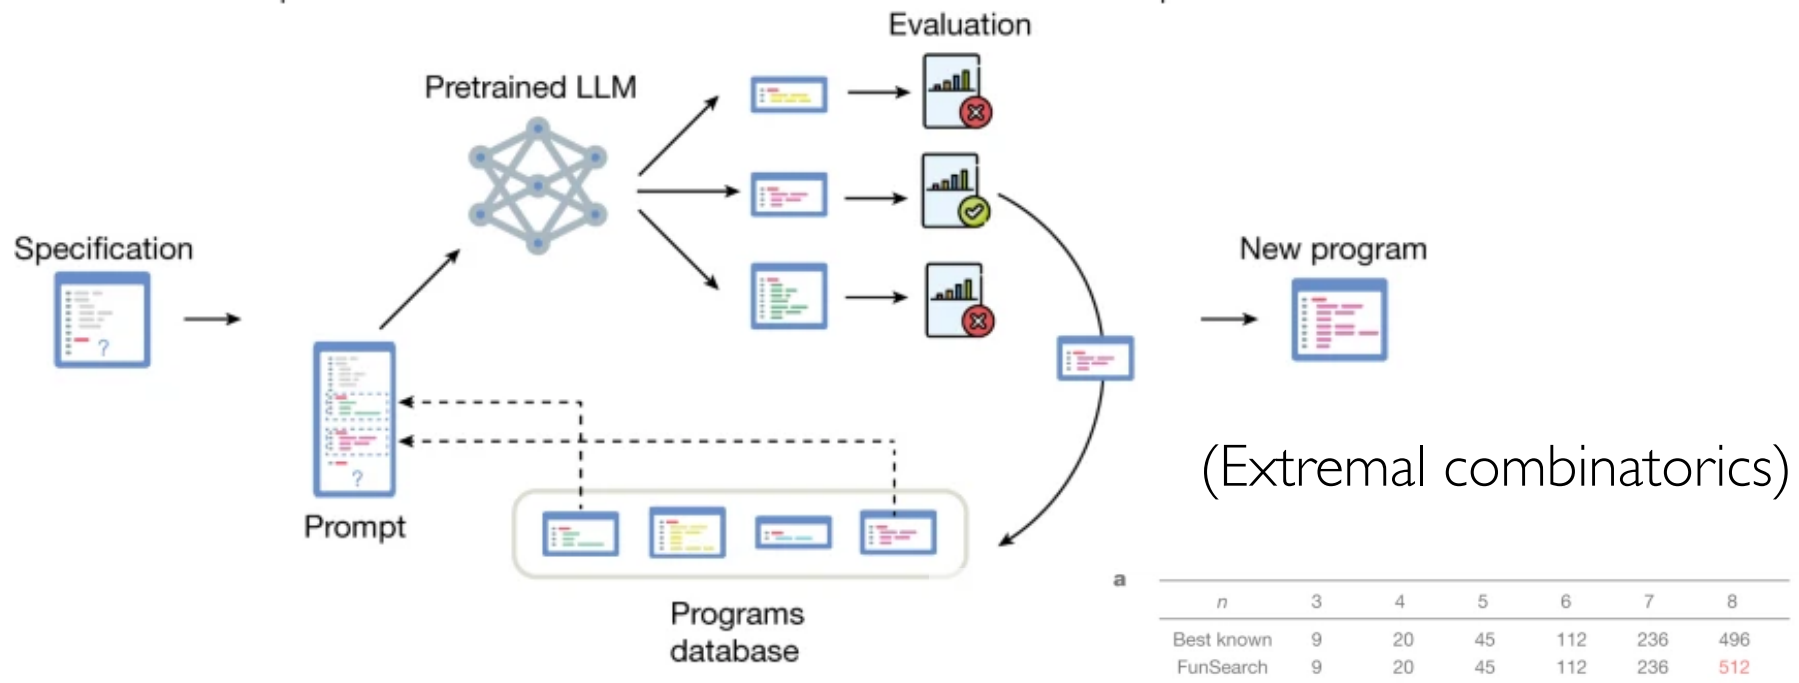 Evaluation
Pretrained LLM
Specification
?
New program
?
Prompt
(Extremal combinatorics)
Programs
database
a
n 3 4 5 6 7 8
Best known 9 20 45 112 236 496
FunSearch 9 20 45 112 236 512